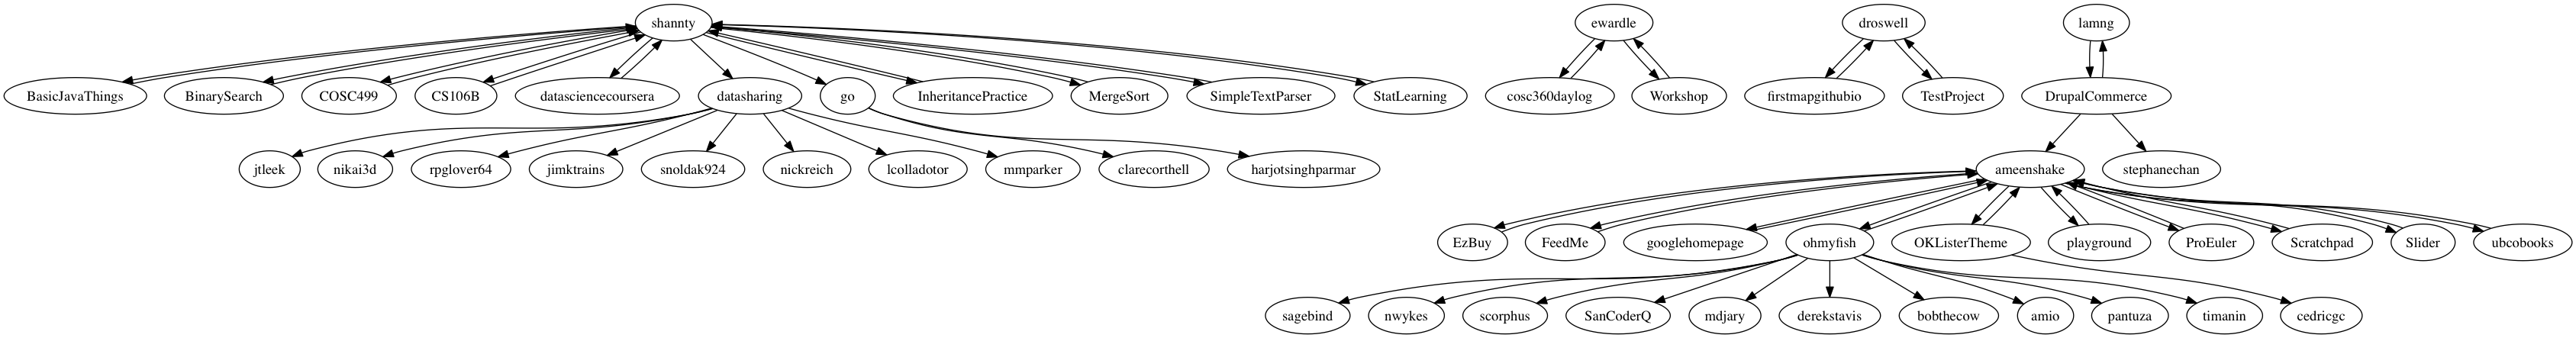 shannty ewardle droswell lamng
BasicJavaThings BinarySearch COSC499 CS106B datasciencecoursera datasharing go InheritancePractice MergeSort SimpleTextParser StatLearning cosc360daylog Workshop firstmapgithubio TestProject DrupalCommerce
jtleek nikai3d rpglover64 jimktrains snoldak924 nickreich lcolladotor mmparker clarecorthell harjotsinghparmar ameenshake stephanechan
EzBuy FeedMe googlehomepage ohmyfish OKListerTheme playground ProEuler Scratchpad Slider ubcobooks
sagebind nwykes scorphus SanCoderQ mdjary derekstavis bobthecow amio pantuza timanin cedricgc